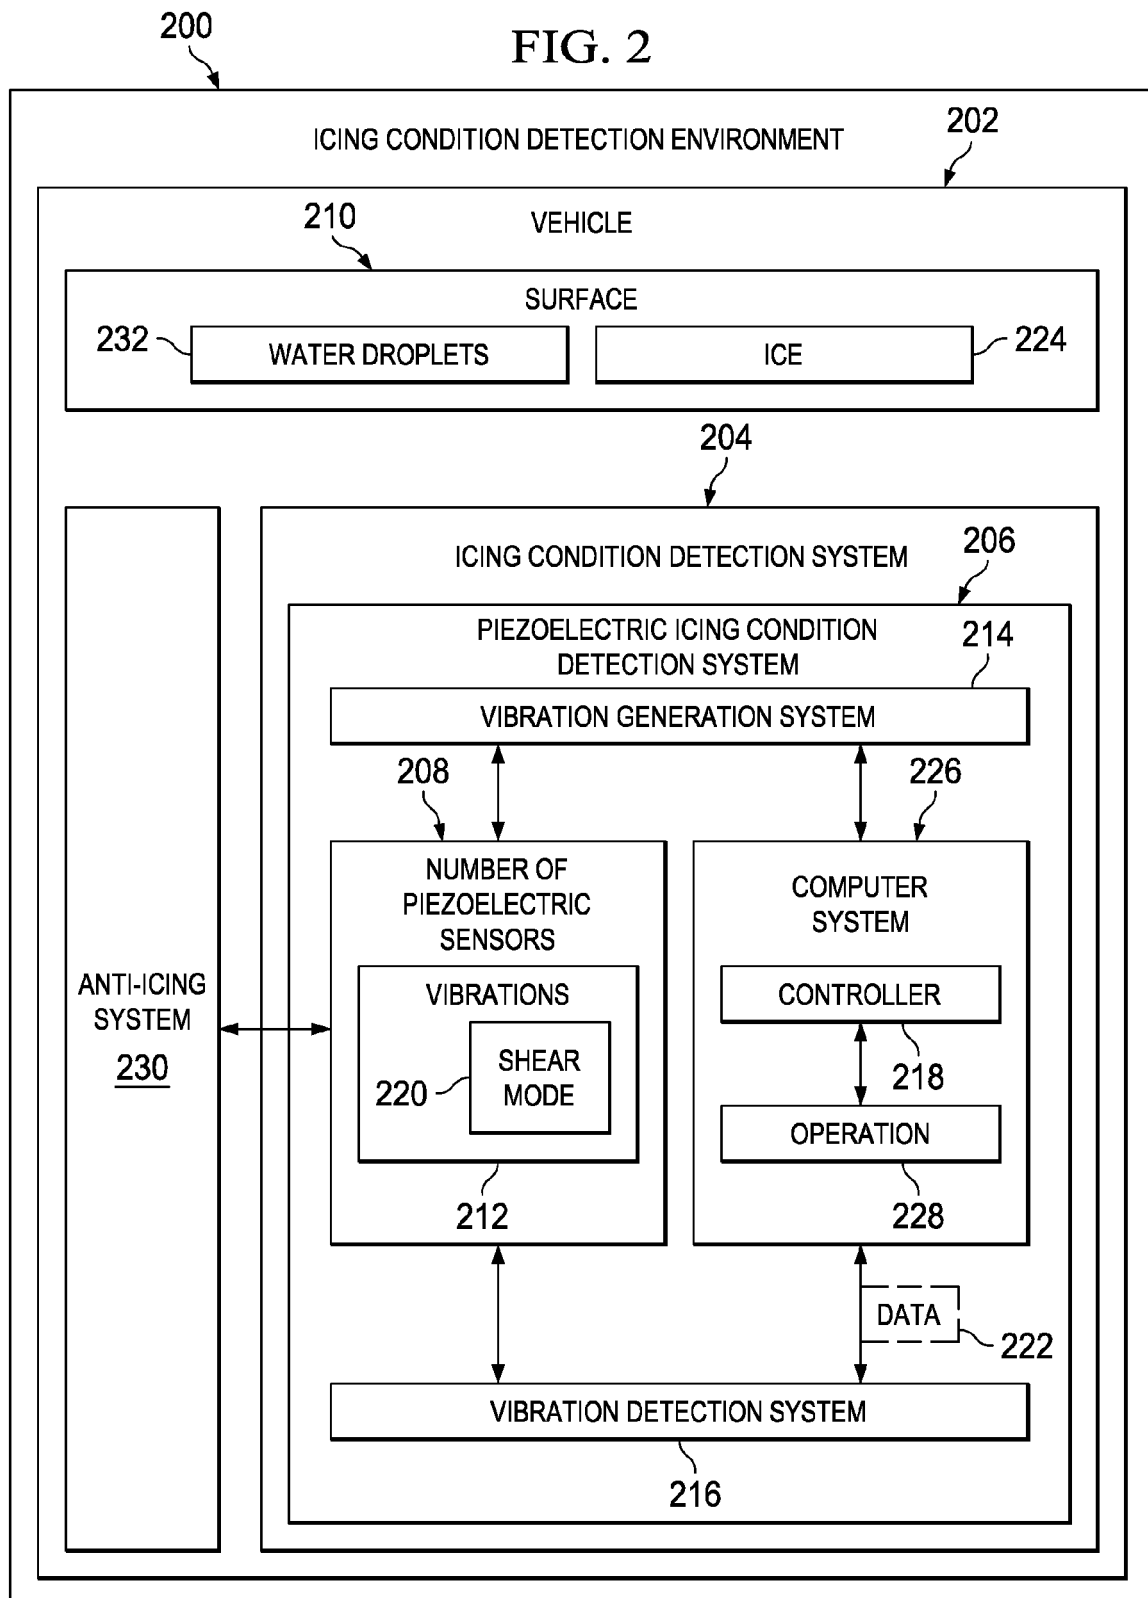 FIG. 2
200
ICING CONDITION DETECTION ENVIRONMENT
202
VEHICLE
210
SURFACE
232
WATER DROPLETS
ICE
224
204
ICING CONDITION DETECTION SYSTEM
206
PIEZOELECTRIC ICING CONDITION
DETECTION SYSTEM
214
VIBRATION GENERATION SYSTEM
208
226
NUMBER OF
PIEZOELECTRIC
SENSORS
COMPUTER
SYSTEM
ANTI-ICING
SYSTEM
230
VIBRATIONS
SHEAR
MODE
220
212
CONTROLLER
218
OPERATION
228
DATA
222
VIBRATION DETECTION SYSTEM
216